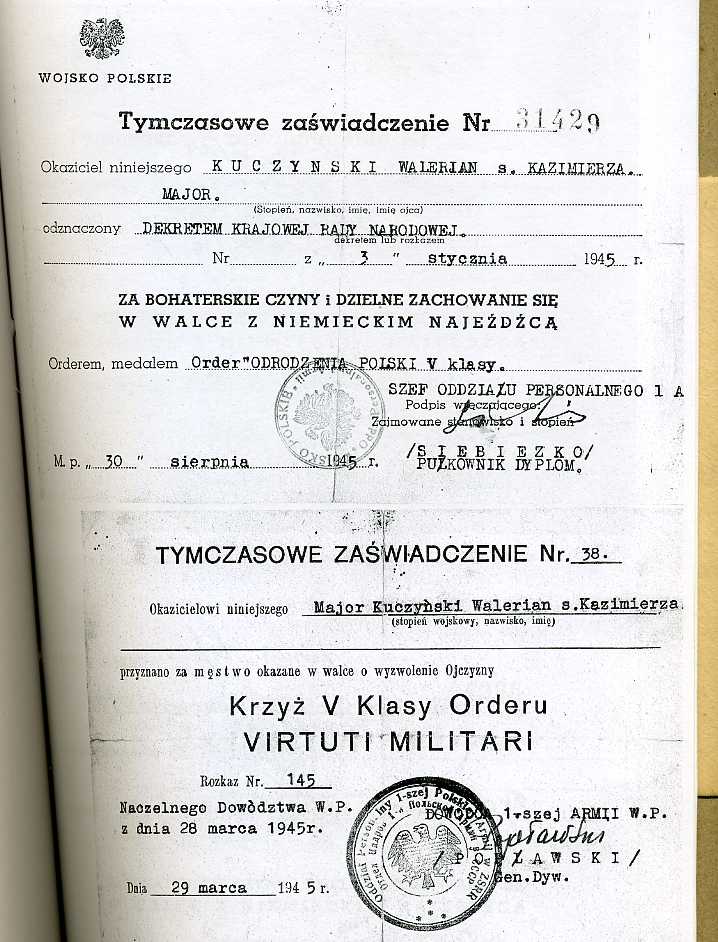 WOJSKO POLSKIE
Tymczasowe zaświadczenie Nr 31429
Okaziciel niniejszego KUCZYNSKI WALERIAN s. KAZIMIERZA.
MAJOR.
(Stopień, nazwisko, imię, imię ojca)
odznaczony DEKRETEM KRAJOWEJ RADY NARODOWEJ.
dekretem lub rozkazem
Nr z „ 3 " stycznia 1945 r.
ZA BOHATERSKIE CZYNY i DZIELNE ZACHOWANIE SIĘ
W WALCE Z NIEMIECKIM NAJEŹDŹCĄ
Orderem, medalem Order"ODRODZENIA POLSKI V klasy.
SZEF ODDZIAŁU PERSONALNEGO 1 A
Podpis wręczającego:
Zajmowane stanowisko i stopień
/SIEBIEZKO/
M. p. „ 30 " sierpnia 1945 r.
PUŁKOWNIK DYPLOM.
TYMCZASOWE ZAŚWIADCZENIE Nr. 38.
Okazicielowi niniejszego Major Kuczyński Walerian s.Kazimierza.
(stopień wojskowy, nazwisko, imię)
przyznano za męstwo okazane w walce o wyzwolenie Ojczyzny
Krzyż V Klasy Orderu
VIRTUTI MILITARI
Rozkaz Nr. 145
Naczelnego Dowództwa W.P.
z dnia 28 marca 1945r.
DOWÓDCA 1-szej ARMII W.P.
/POPŁAWSKI/
Gen.Dyw.
Dnia 29 marca 1945 r.